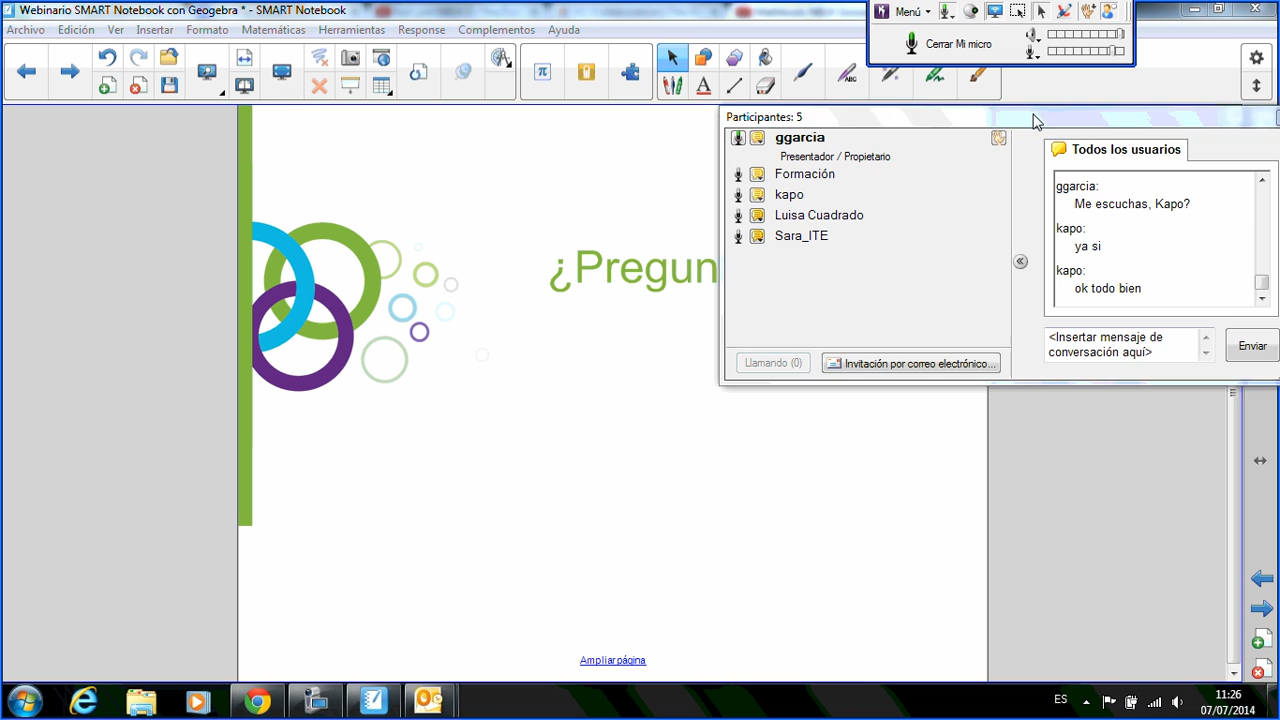 Webinario SMART Notebook con Geogebra * - SMART Notebook
Menú
Archivo Edición Ver Insertar Formato Matemáticas Herramientas Response Complementos Ayuda
Cerrar Mi micro
Participantes: 5
ggarcia
Presentador / Propietario
Formación
kapo
Luisa Cuadrado
Sara_ITE
Todos los usuarios
ggarcia:
Me escuchas, Kapo?
kapo:
ya si
kapo:
ok todo bien
<Insertar mensaje de
conversación aquí>
Enviar
Llamando (0)
Invitación por correo electrónico...
¿Pregun
Ampliar página
ES
11:26
07/07/2014